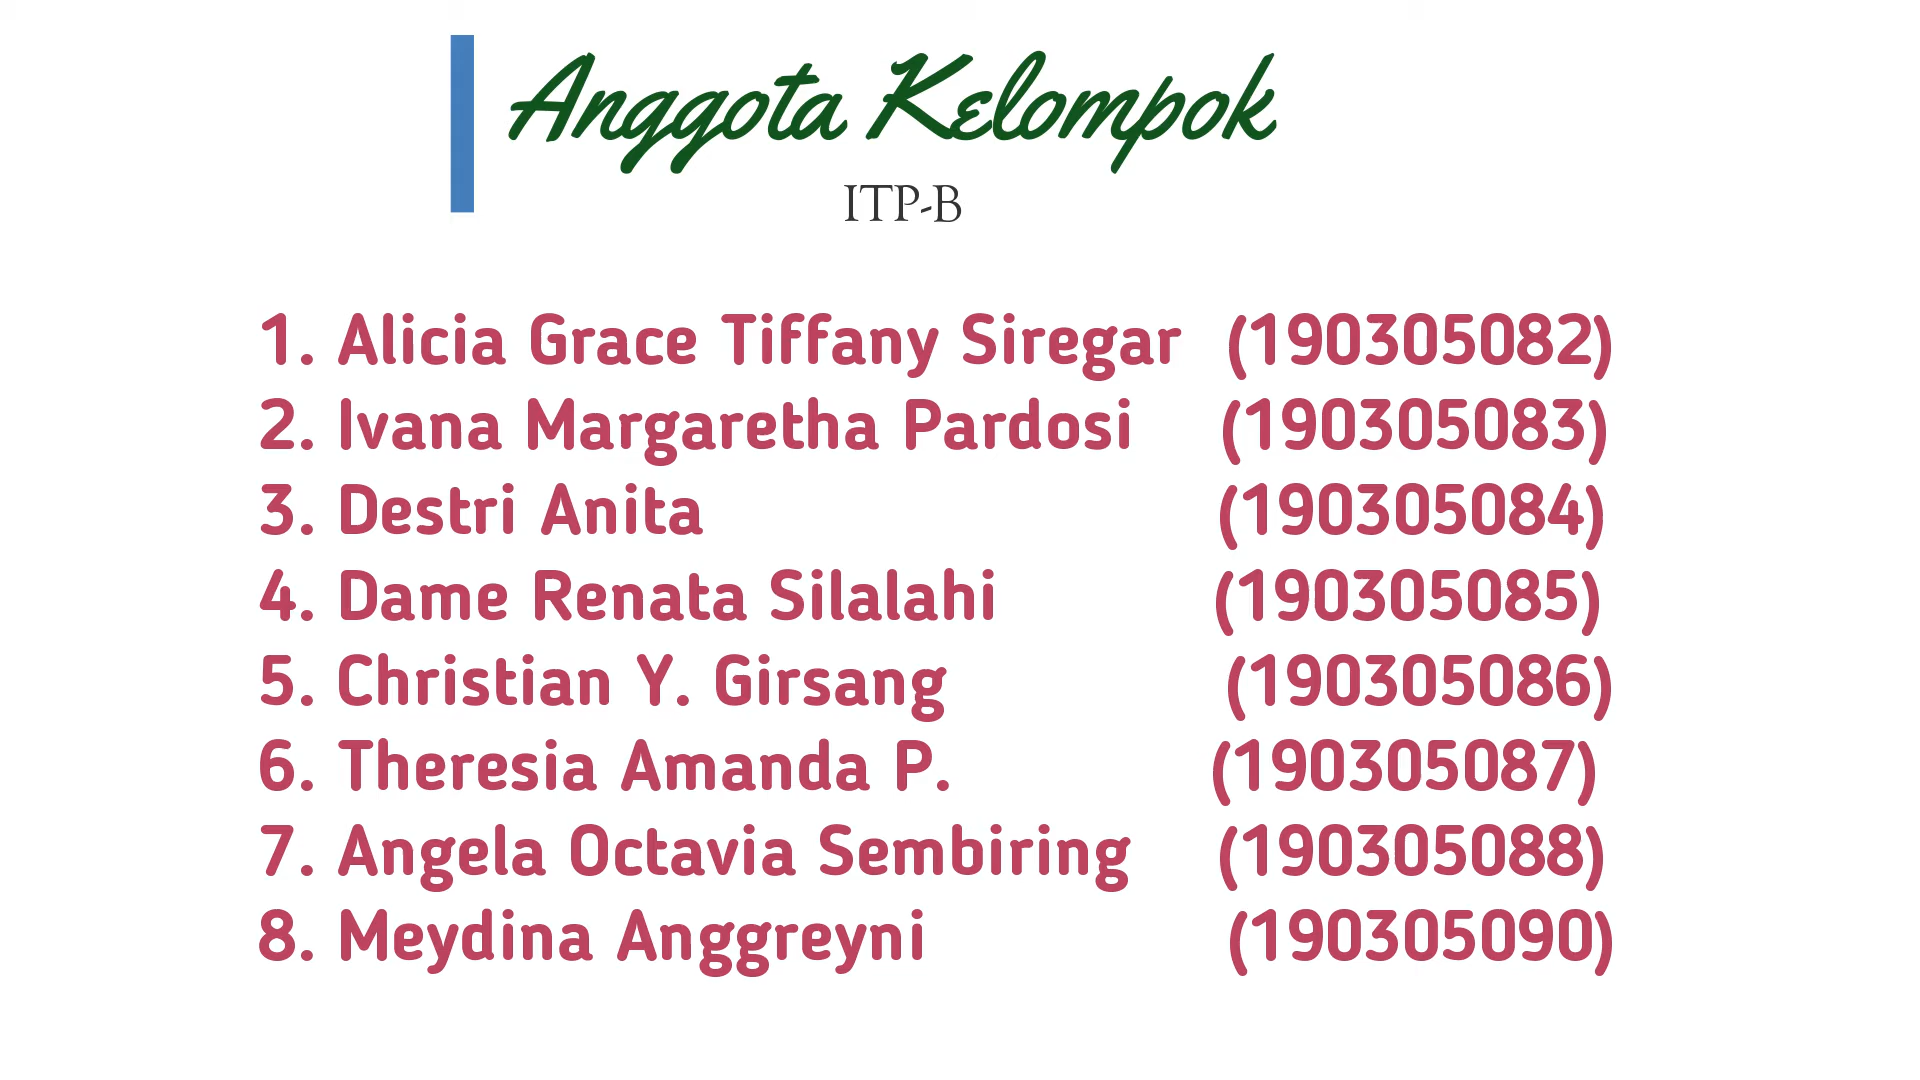 Anggota Kelompok
ITP-B
1. Alicia Grace Tiffany Siregar (190305082)
2. Ivana Margaretha Pardosi (190305083)
3. Destri Anita (190305084)
4. Dame Renata Silalahi (190305085)
5. Christian Y. Girsang (190305086)
6. Theresia Amanda P. (190305087)
7. Angela Octavia Sembiring (190305088)
8. Meydina Anggreyni (190305090)